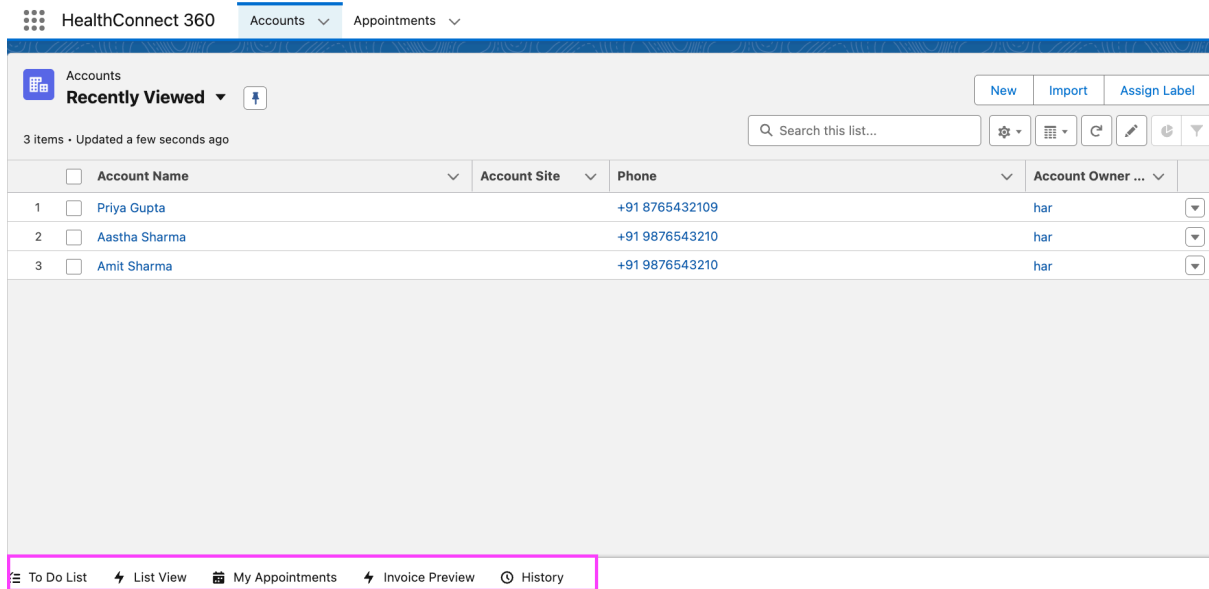 HealthConnect 360 Accounts Appointments
Accounts
Recently Viewed
New Import Assign Label
3 items • Updated a few seconds ago
Search this list...
Account Name Account Site Phone Account Owner ...
1 Priya Gupta +91 8765432109 har
2 Aastha Sharma +91 9876543210 har
3 Amit Sharma +91 9876543210 har
To Do List List View My Appointments Invoice Preview History